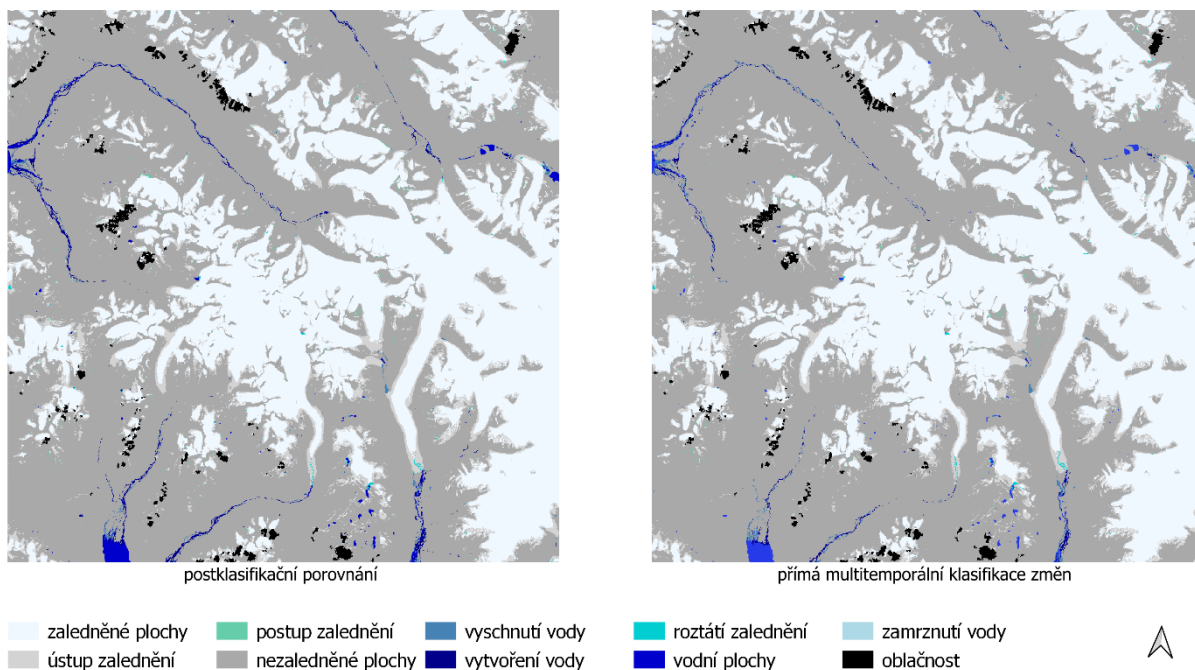 postklasifikační porovnání
přímá multitemporální klasifikace změn
zaledněné plochy
postup zalednění
vyschnutí vody
roztátí zalednění
zamrznutí vody
ústup zalednění
nezaledněné plochy
vytvoření vody
vodní plochy
oblačnost